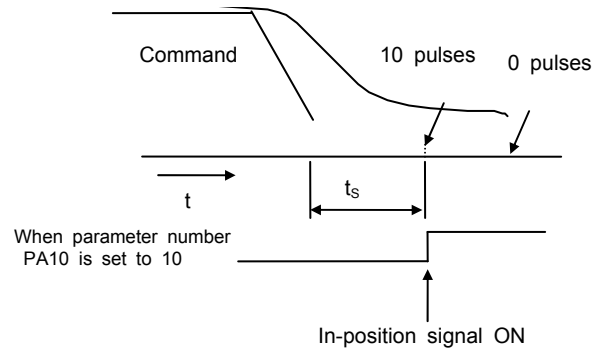 Command
10 pulses
0 pulses
t
tS
When parameter number
PA10 is set to 10
In-position signal ON